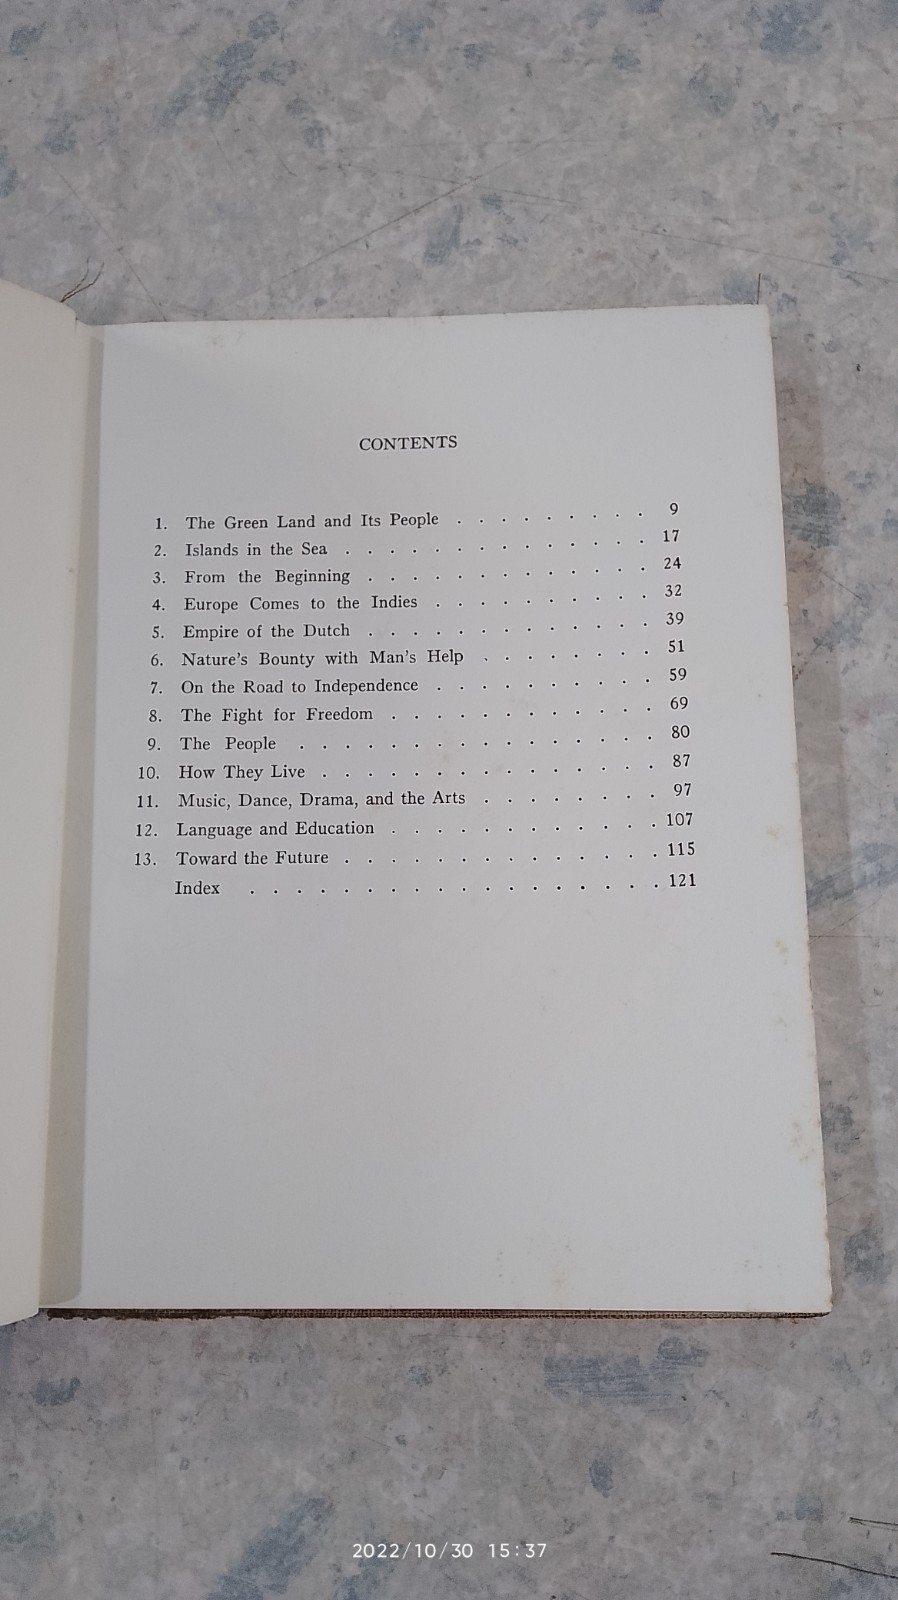 CONTENTS
1. The Green Land and Its People . . . . . . . . . 9
2. Islands in the Sea . . . . . . . . . . . . . . 17
3. From the Beginning . . . . . . . . . . . . . 24
4. Europe Comes to the Indies . . . . . . . . . . 32
5. Empire of the Dutch . . . . . . . . . . . . . 39
6. Nature's Bounty with Man's Help . . . . . . . . 51
7. On the Road to Independence . . . . . . . . . . 59
8. The Fight for Freedom . . . . . . . . . . . . 69
9. The People . . . . . . . . . . . . . . . . 80
10. How They Live . . . . . . . . . . . . . . . 87
11. Music, Dance, Drama, and the Arts . . . . . . . . 97
12. Language and Education . . . . . . . . . . . . 107
13. Toward the Future . . . . . . . . . . . . . . 115
Index . . . . . . . . . . . . . . . . . . 121
2022/10/30 15:37